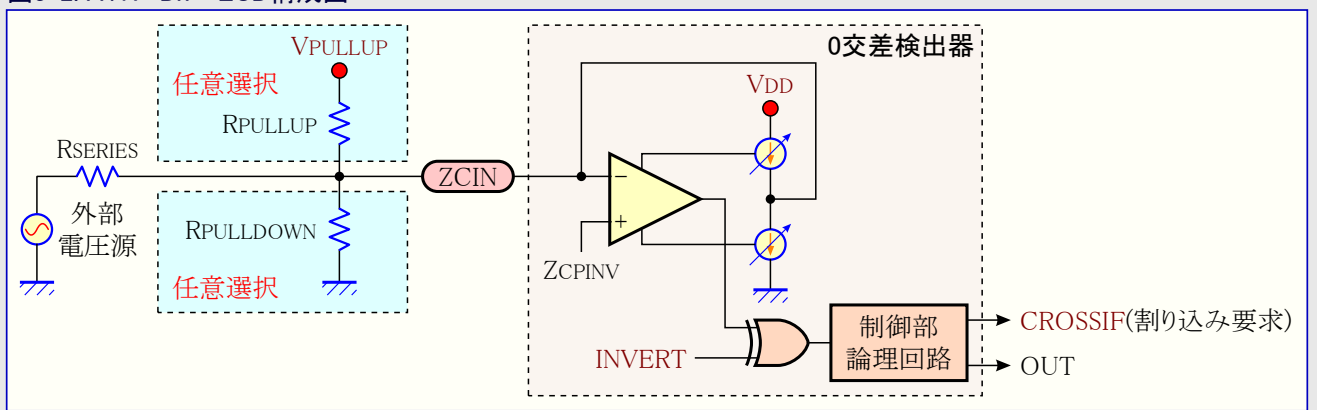 0交差検出器
VPULLUP
任意選択
VDD
RPULLUP
RSERIES
ZCIN
−
外部
電圧源
RPULLDOWN
+
ZCPINV
任意選択
制御部
論理回路
CROSSIF(割り込み要求)
INVERT
OUT